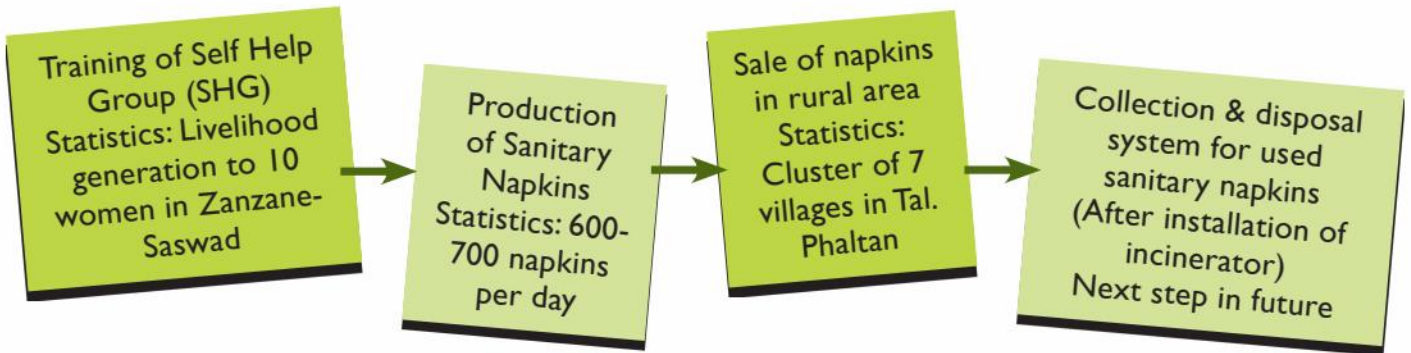 Training of Self Help
Group (SHG)
Statistics: Livelihood
generation to 10
women in Zanzane-
Saswad
Production
of Sanitary
Napkins
Statistics: 600-
700 napkins
per day
Sale of napkins
in rural area
Statistics:
Cluster of 7
villages in Tal.
Phaltan
Collection & disposal
system for used
sanitary napkins
(After installation of
incinerator)
Next step in future